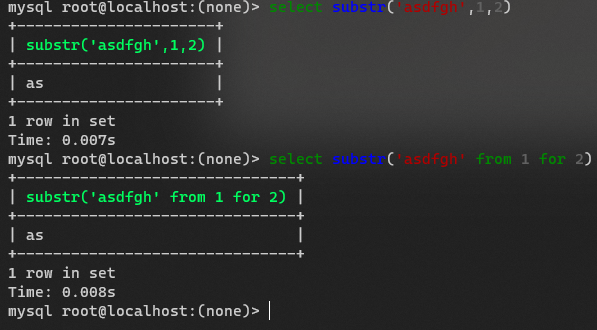 mysql root@localhost:(none)> select substr('asdfgh',1,2)
+----------------------+
| substr('asdfgh',1,2) |
+----------------------+
| as                   |
+----------------------+
1 row in set
Time: 0.007s
mysql root@localhost:(none)> select substr('asdfgh' from 1 for 2)
+-------------------------------+
| substr('asdfgh' from 1 for 2) |
+-------------------------------+
| as                            |
+-------------------------------+
1 row in set
Time: 0.008s
mysql root@localhost:(none)>